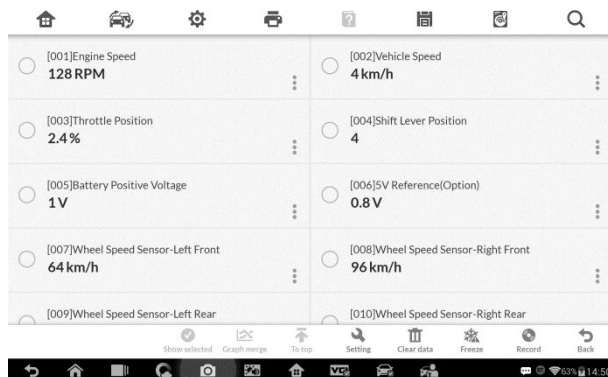 [001]Engine Speed
128 RPM
[002]Vehicle Speed
4 km/h
[003]Throttle Position
2.4 %
[004]Shift Lever Position
4
[005]Battery Positive Voltage
1 V
[006]5V Reference(Option)
0.8 V
[007]Wheel Speed Sensor-Left Front
64 km/h
[008]Wheel Speed Sensor-Right Front
96 km/h
[009]Wheel Speed Sensor-Left Rear
[010]Wheel Speed Sensor-Right Rear
Show selected
Graph merge
To top
Setting
Clear data
Freeze
Record
Back
VCI
63% 14:50